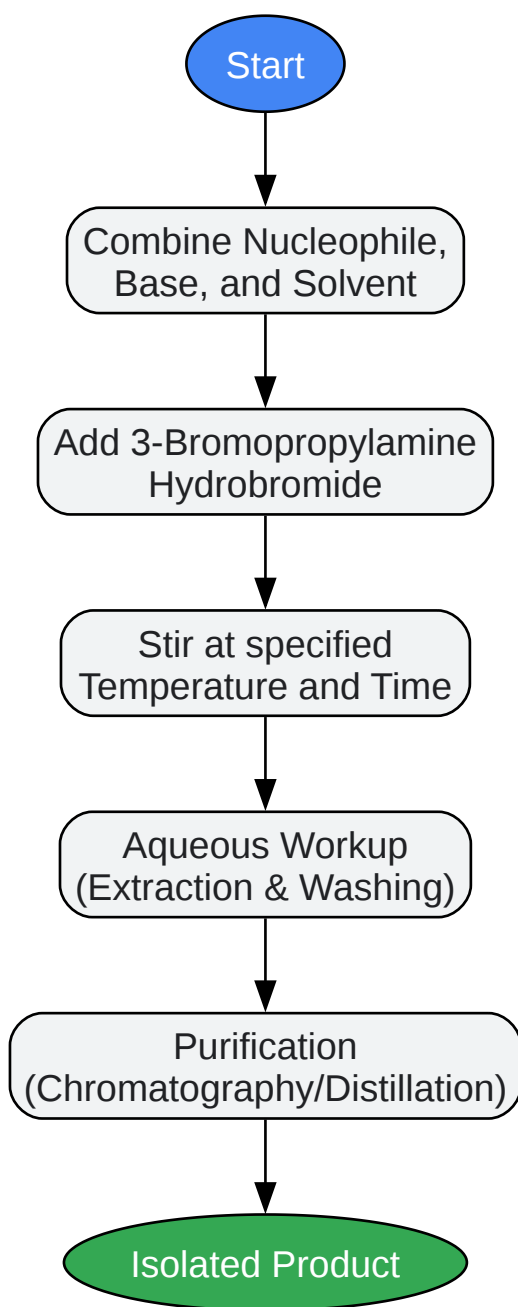 Start
Combine Nucleophile,
Base, and Solvent
Add 3-Bromopropylamine
Hydrobromide
Stir at specified
Temperature and Time
Aqueous Workup
(Extraction & Washing)
Purification
(Chromatography/Distillation)
Isolated Product